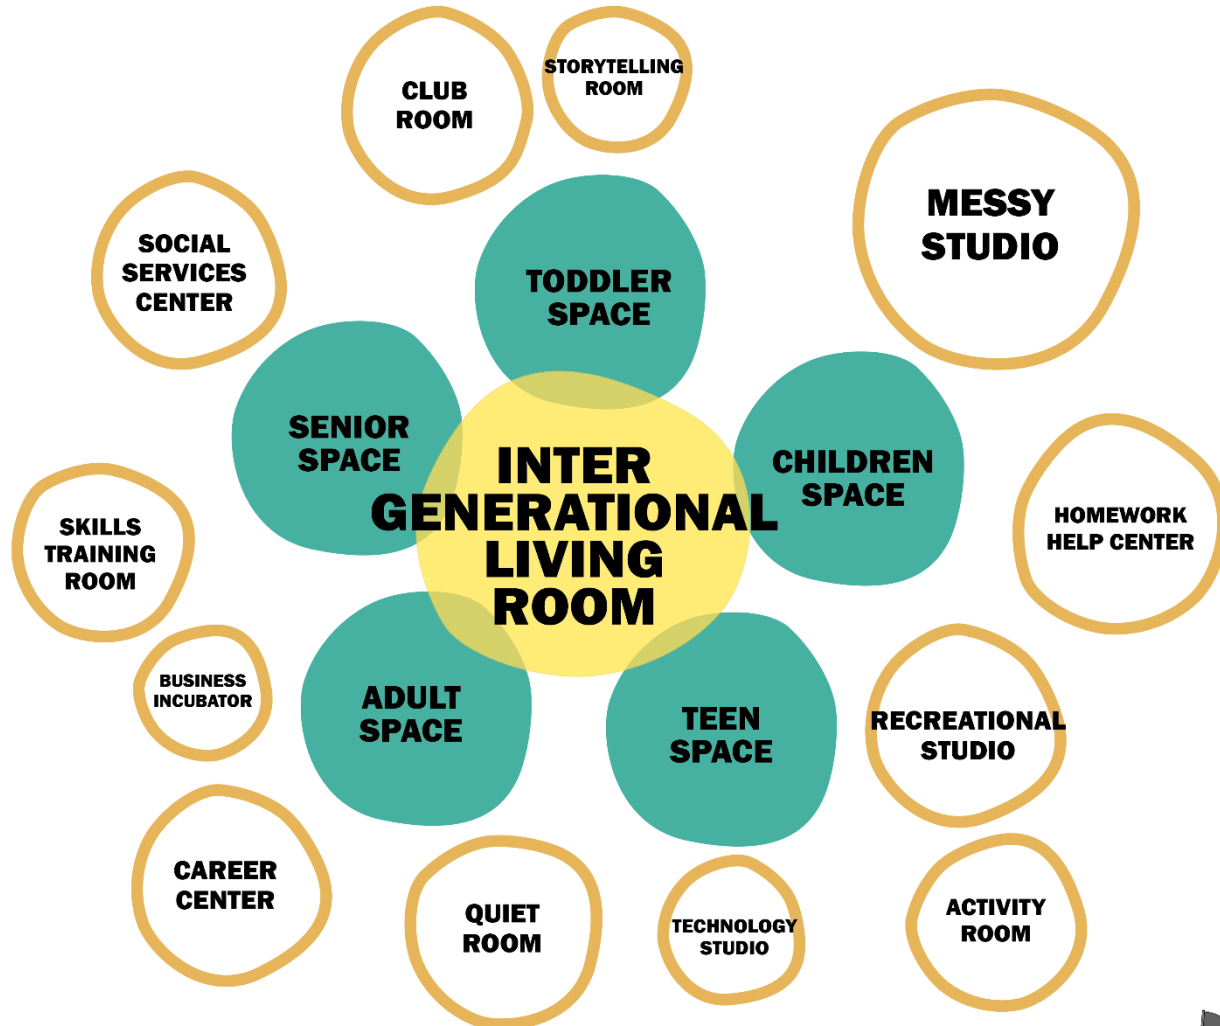 CLUB
ROOM
STORYTELLING
ROOM
MESSY
STUDIO
SOCIAL
SERVICES
CENTER
TODDLER
SPACE
SENIOR
SPACE
INTER
GENERATIONAL
LIVING
ROOM
CHILDREN
SPACE
SKILLS
TRAINING
ROOM
HOMEWORK
HELP CENTER
BUSINESS
INCUBATOR
ADULT
SPACE
TEEN
SPACE
RECREATIONAL
STUDIO
CAREER
CENTER
QUIET
ROOM
TECHNOLOGY
STUDIO
ACTIVITY
ROOM